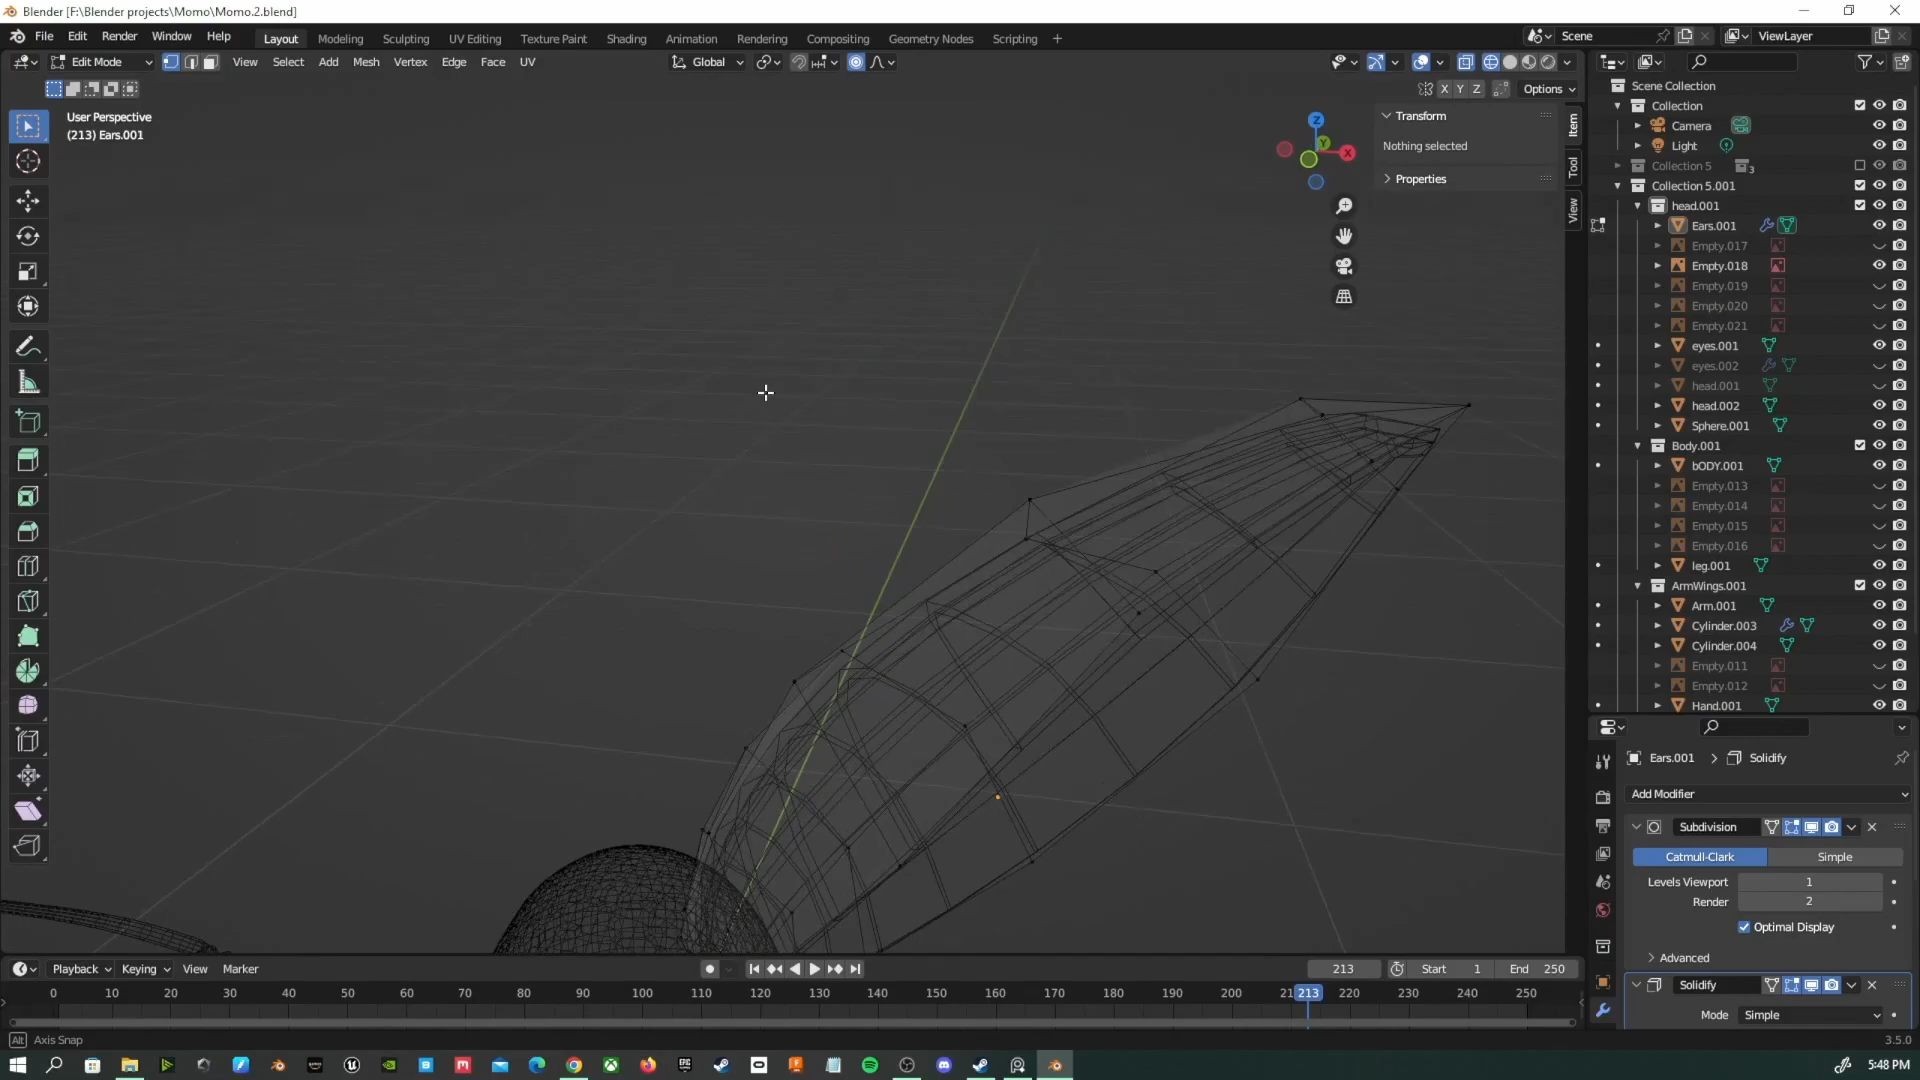 Blender [F:\Blender projects\Momo\Momo.2.blend]
File Edit Render Window Help
Layout Modeling Sculpting UV Editing Texture Paint Shading Animation Rendering Compositing Geometry Nodes Scripting +
Scene
ViewLayer
Edit Mode View Select Add Mesh Vertex Edge Face UV
Global
X Y Z Options
User Perspective
(213) Ears.001
Z
Y
X
Transform
Nothing selected
Properties
Item
Tool
View
Scene Collection
Collection
Camera
Light
Collection 5
3
Collection 5.001
head.001
Ears.001
Empty.017
Empty.018
Empty.019
Empty.020
Empty.021
eyes.001
eyes.002
head.001
head.002
Sphere.001
Body.001
bODY.001
Empty.013
Empty.014
Empty.015
Empty.016
leg.001
ArmWings.001
Arm.001
Cylinder.003
Cylinder.004
Empty.011
Empty.012
Hand.001
Ears.001 > Solidify
Add Modifier
Subdivision
Catmull-Clark Simple
Levels Viewport 1
Render 2
Optimal Display
Advanced
Solidify
Mode Simple
Playback Keying View Marker
213 Start 1 End 250
0 10 20 30 40 50 60 70 80 90 100 110 120 130 140 150 160 170 180 190 200 21 213 220 230 240 250
Alt Axis Snap
3.5.0
5:48 PM